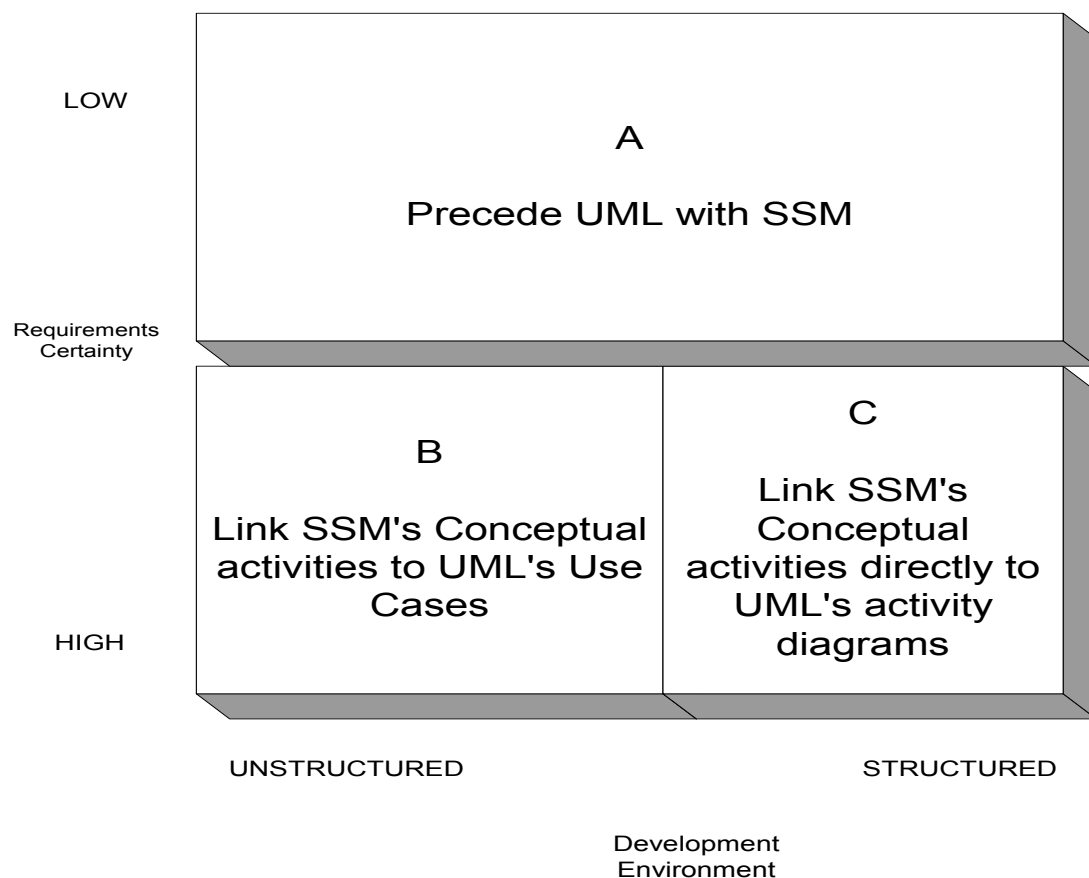 LOW
A
Precede UML with SSM
Requirements
Certainty
B
Link SSM's Conceptual
activities to UML's Use
Cases
C
Link SSM's
Conceptual
activities directly to
UML's activity
diagrams
HIGH
UNSTRUCTURED
STRUCTURED
Development
Environment